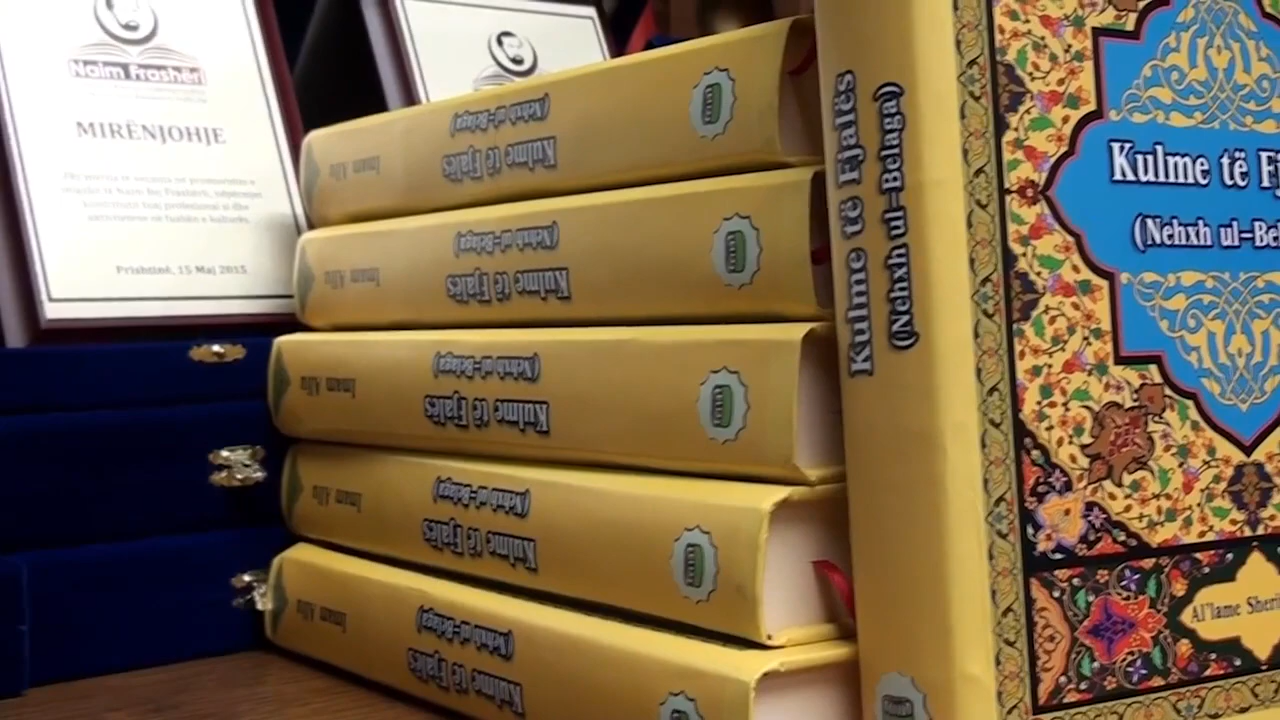 Naim Frashëri
MIRËNJOHJE
Prishtinë, 15 Maj 2015
Kulme të Fjalës
(Nehxh ul-Belaga)
Imam Aliu
Kulme të Fjalës
(Nehxh ul-Belaga)
Imam Aliu
Kulme të Fjalës
(Nehxh ul-Belaga)
Imam Aliu
Kulme të Fjalës
(Nehxh ul-Belaga)
Imam Aliu
Kulme të Fjalës
(Nehxh ul-Belaga)
Imam Aliu
Kulme të Fjalës
(Nehxh ul-Belaga)
Kulme të Fj
(Nehxh ul-Bel
Al'lame Sheri